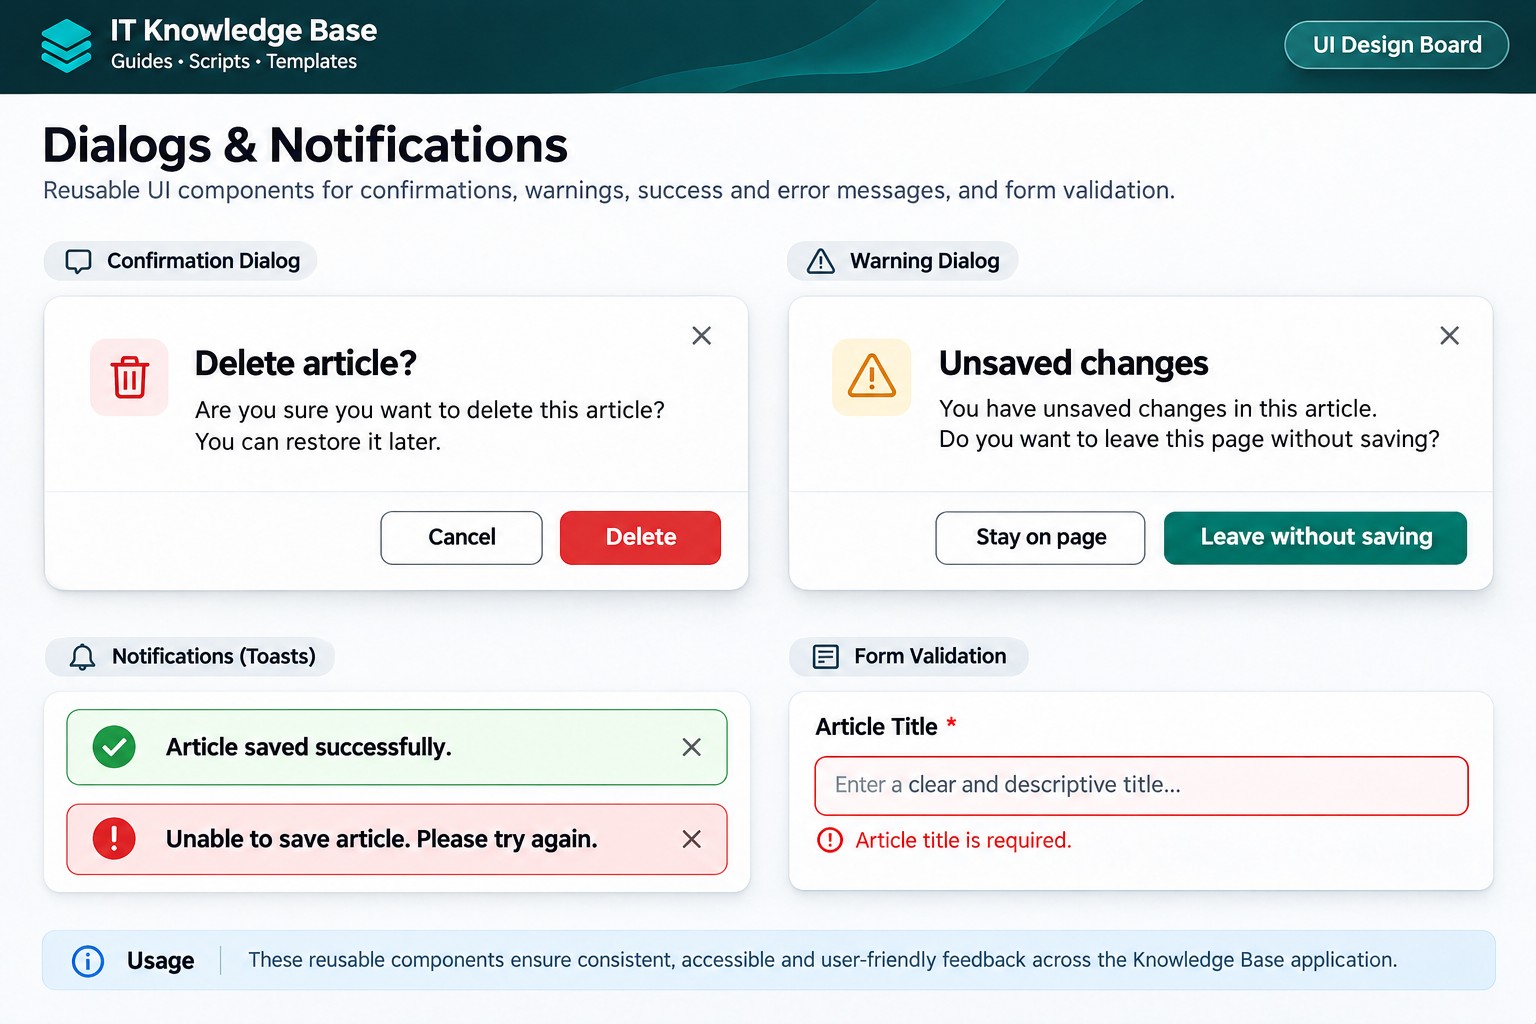 IT Knowledge Base
Guides • Scripts • Templates
UI Design Board
Dialogs & Notifications
Reusable UI components for confirmations, warnings, success and error messages, and form validation.
Confirmation Dialog
Delete article?
Are you sure you want to delete this article?
You can restore it later.
Cancel
Delete
Warning Dialog
Unsaved changes
You have unsaved changes in this article.
Do you want to leave this page without saving?
Stay on page
Leave without saving
Notifications (Toasts)
Article saved successfully.
Unable to save article. Please try again.
Form Validation
Article Title *
Enter a clear and descriptive title...
Article title is required.
Usage
These reusable components ensure consistent, accessible and user-friendly feedback across the Knowledge Base application.